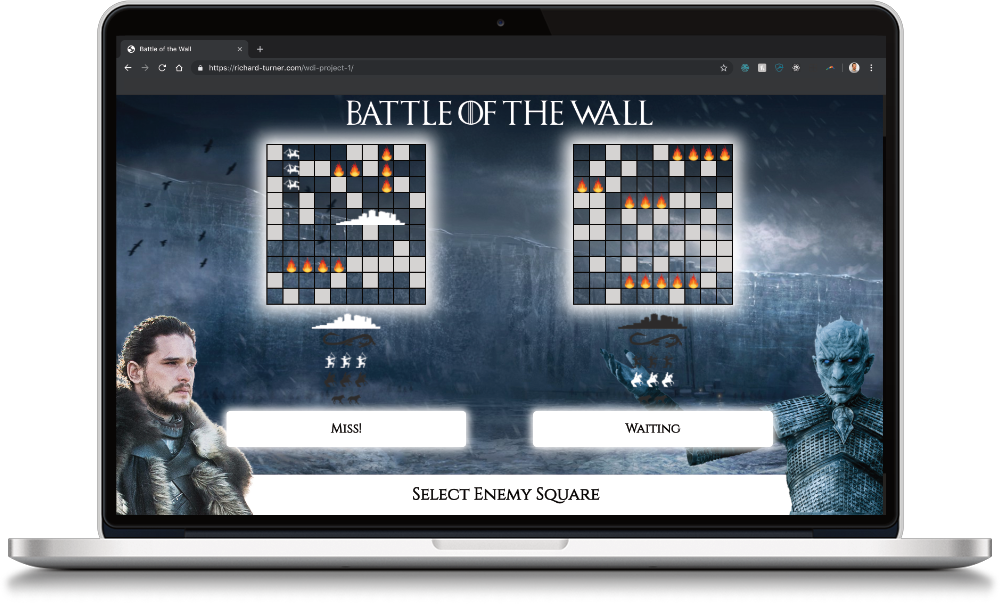 Battle of the Wall
https://richard-turner.com/wdi-project-1/
BATTLE OF THE WALL
Miss!
Waiting
Select Enemy Square